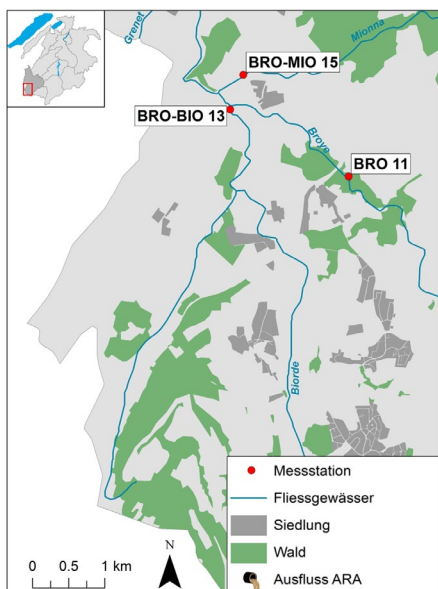 Grenet
Mionna
BRO-MIO 15
BRO-BIO 13
Broye
BRO 11
Biorde
Messstation
Fliessgewässer
Siedlung
Wald
Ausfluss ARA
N
0 0.5 1 km